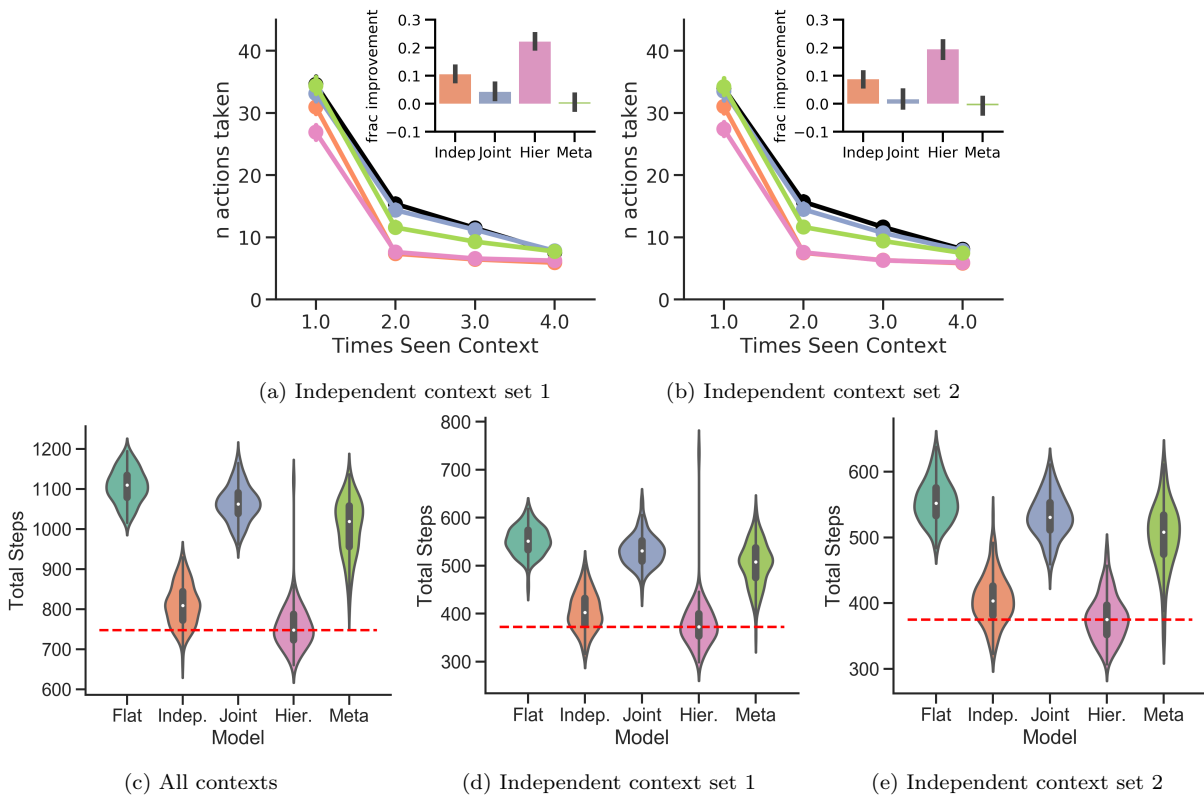 n actions taken
40
30
20
10
0
1.0 2.0 3.0 4.0
Times Seen Context
frac improvement
0.3
0.2
0.1
0.0
−0.1
Indep Joint Hier Meta
(a) Independent context set 1
n actions taken
40
30
20
10
0
1.0 2.0 3.0 4.0
Times Seen Context
frac improvement
0.3
0.2
0.1
0.0
−0.1
Indep Joint Hier Meta
(b) Independent context set 2
Total Steps
1200
1100
1000
900
800
700
600
Flat Indep. Joint Hier. Meta
Model
(c) All contexts
Total Steps
800
700
600
500
400
300
Flat Indep. Joint Hier. Meta
Model
(d) Independent context set 1
Total Steps
600
500
400
300
Flat Indep. Joint Hier. Meta
Model
(e) Independent context set 2